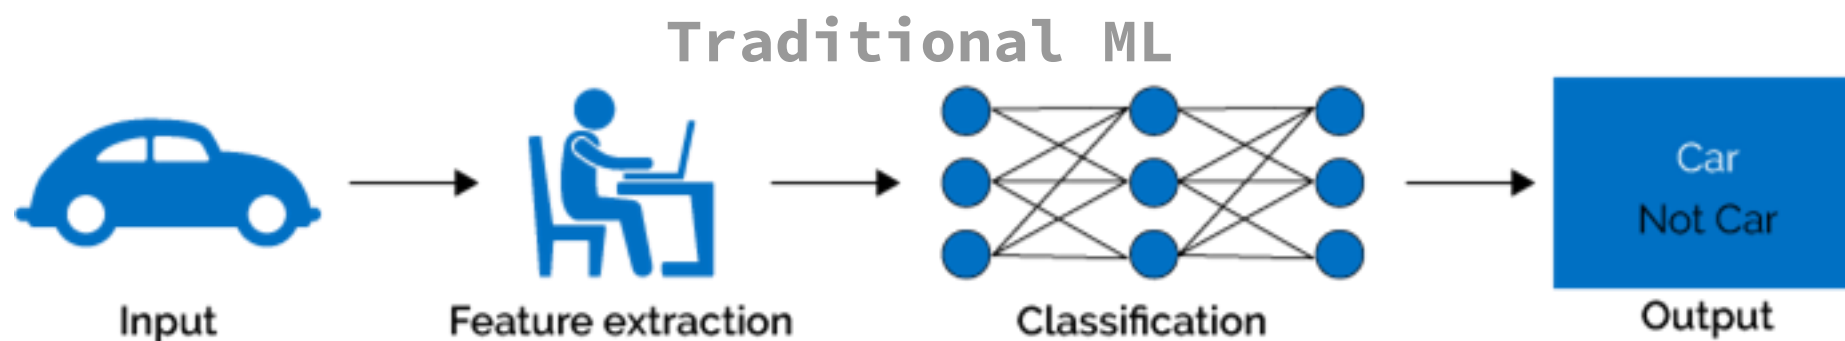 Traditional ML
Car
Not Car
Input
Feature extraction
Classification
Output